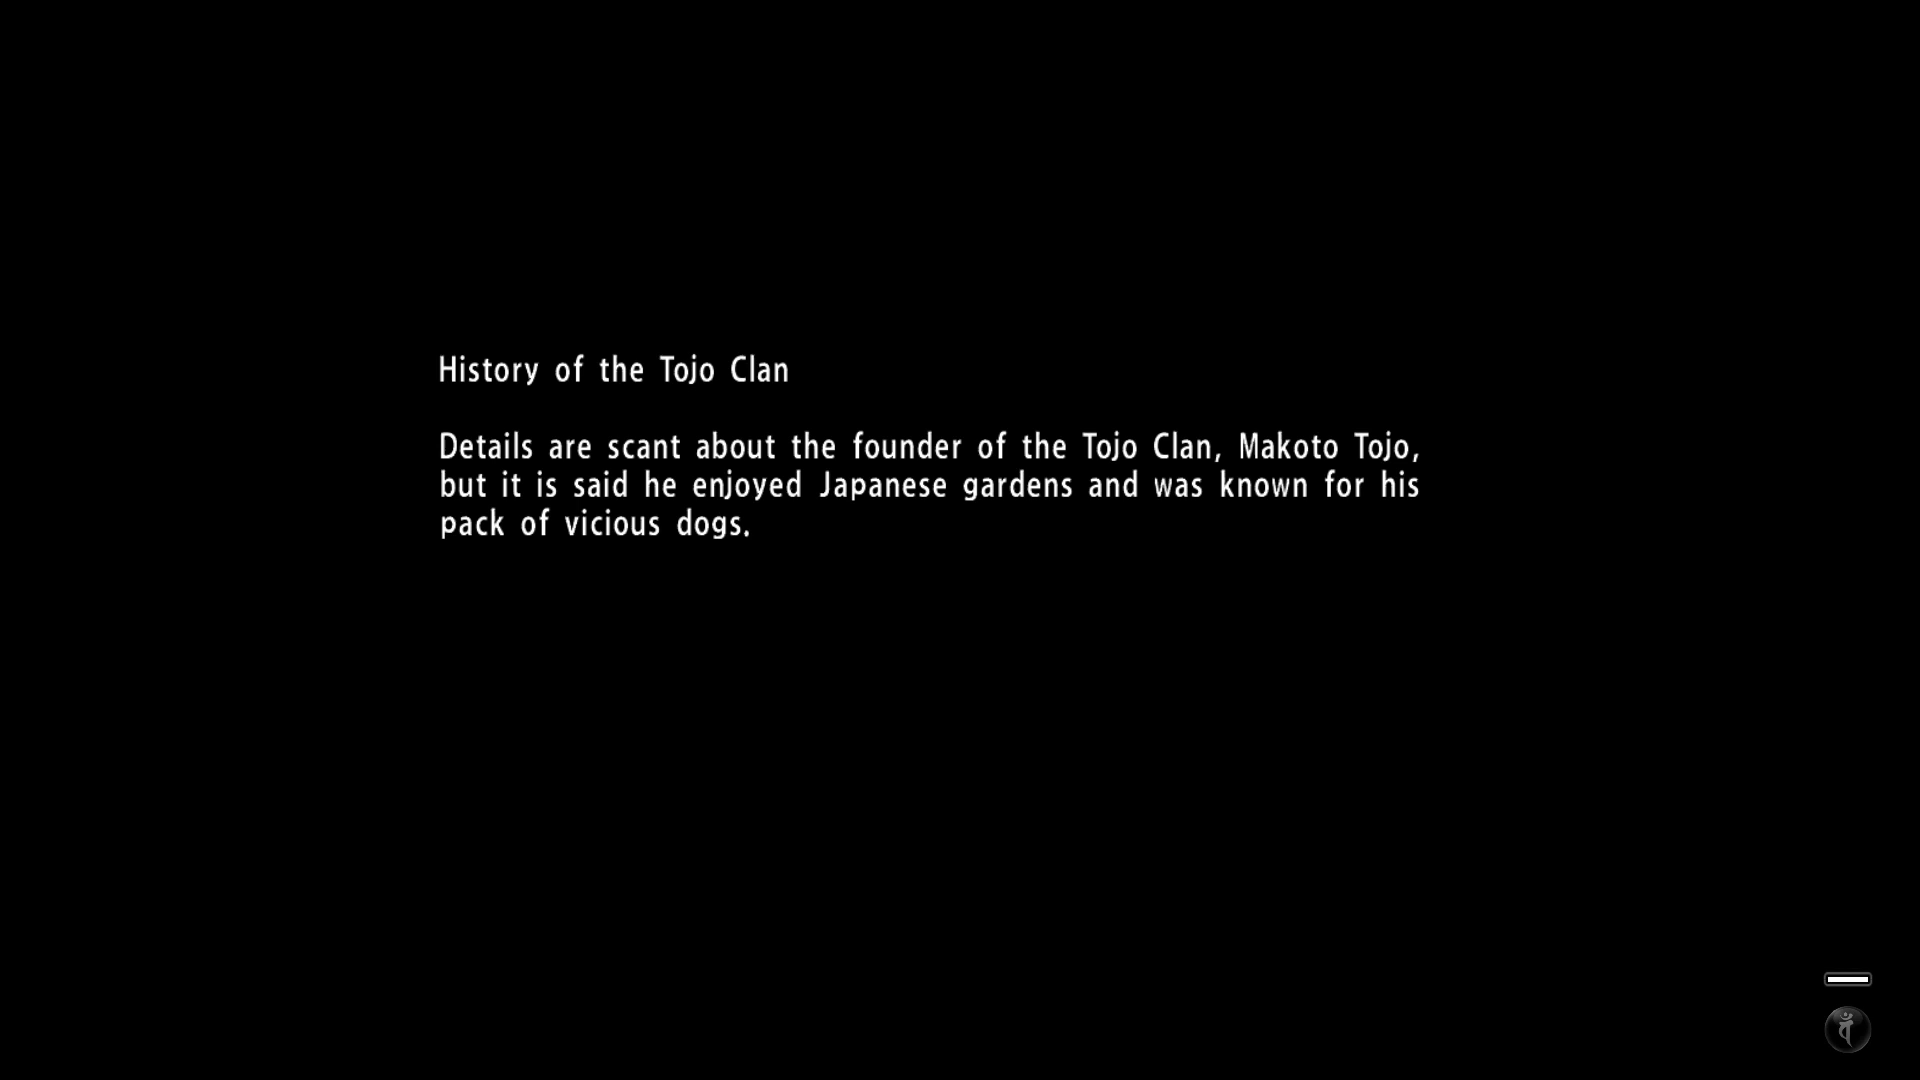 History of the Tojo Clan
Details are scant about the founder of the Tojo Clan, Makoto Tojo,
but it is said he enjoyed Japanese gardens and was known for his
pack of vicious dogs.